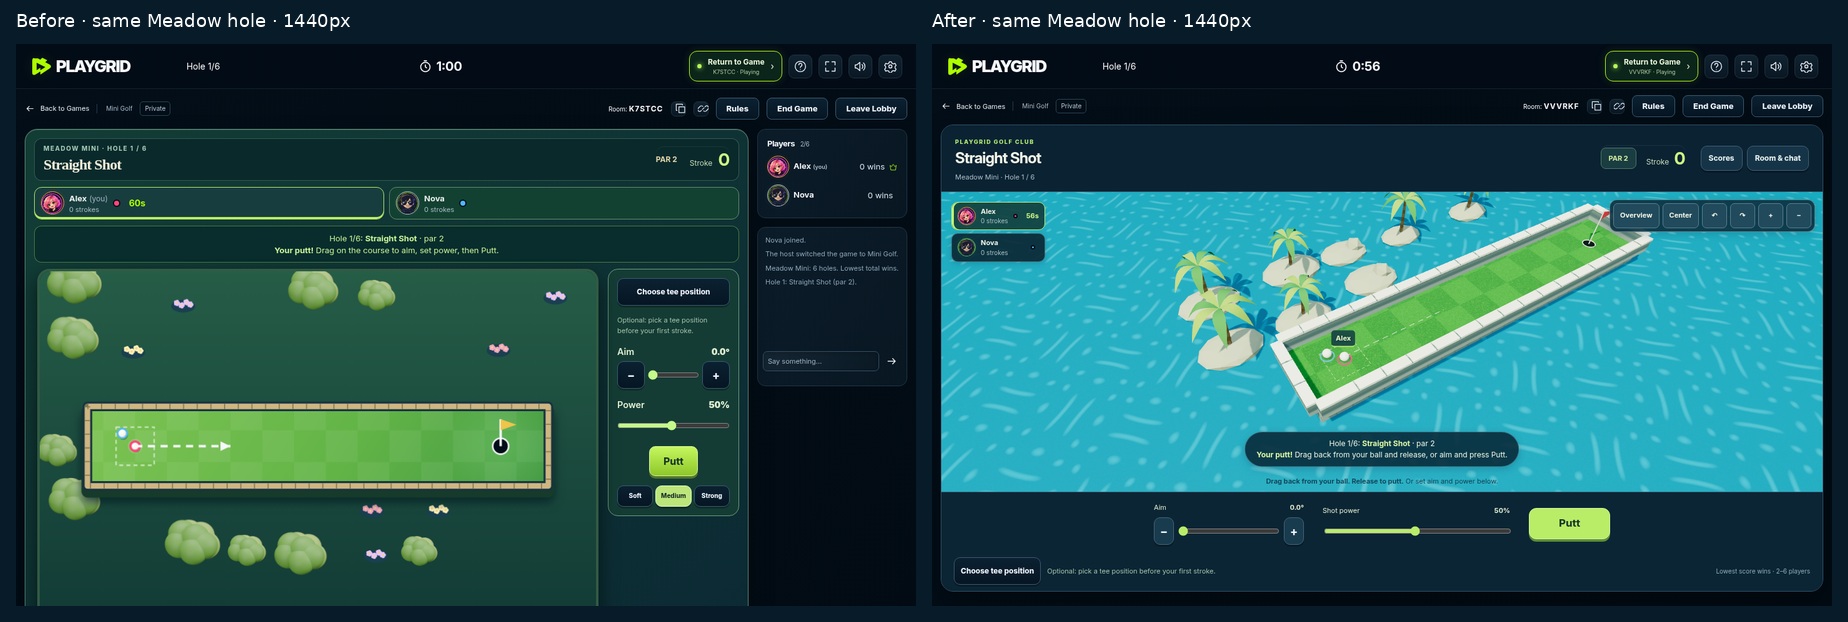 Before · same Meadow hole · 1440px
PLAYGRID
Hole 1/6
1:00
Return to Game
K7STCC · Playing
Back to Games
Mini Golf
Private
Room: K7STCC
Rules
End Game
Leave Lobby
MEADOW MINI · HOLE 1 / 6
Straight Shot
PAR 2
Stroke 0
Alex (you)
0 strokes
60s
Nova
0 strokes
Hole 1/6: Straight Shot · par 2
Your putt! Drag on the course to aim, set power, then Putt.
Choose tee position
Optional: pick a tee position
before your first stroke.
Aim 0.0°
− +
Power 50%
Putt
Soft Medium Strong
Players 2/6
Alex (you) 0 wins
Nova 0 wins
Nova joined.
The host switched the game to Mini Golf.
Meadow Mini: 6 holes. Lowest total wins.
Hole 1: Straight Shot (par 2).
Say something...
After · same Meadow hole · 1440px
PLAYGRID
Hole 1/6
0:56
Return to Game
VVVRKF · Playing
Back to Games
Mini Golf
Private
Room: VVVRKF
Rules
End Game
Leave Lobby
PLAYGRID GOLF CLUB
Straight Shot
Meadow Mini · Hole 1 / 6
PAR 2
Stroke 0
Scores
Room & chat
Alex
0 strokes
56s
Nova
0 strokes
Overview Center + −
Alex
Hole 1/6: Straight Shot · par 2
Your putt! Drag back from your ball and release, or aim and press Putt.
Drag back from your ball. Release to putt. Or set aim and power below.
Aim 0.0°
− +
Shot power 50%
Putt
Choose tee position
Optional: pick a tee position before your first stroke.
Lowest score wins · 2–6 players